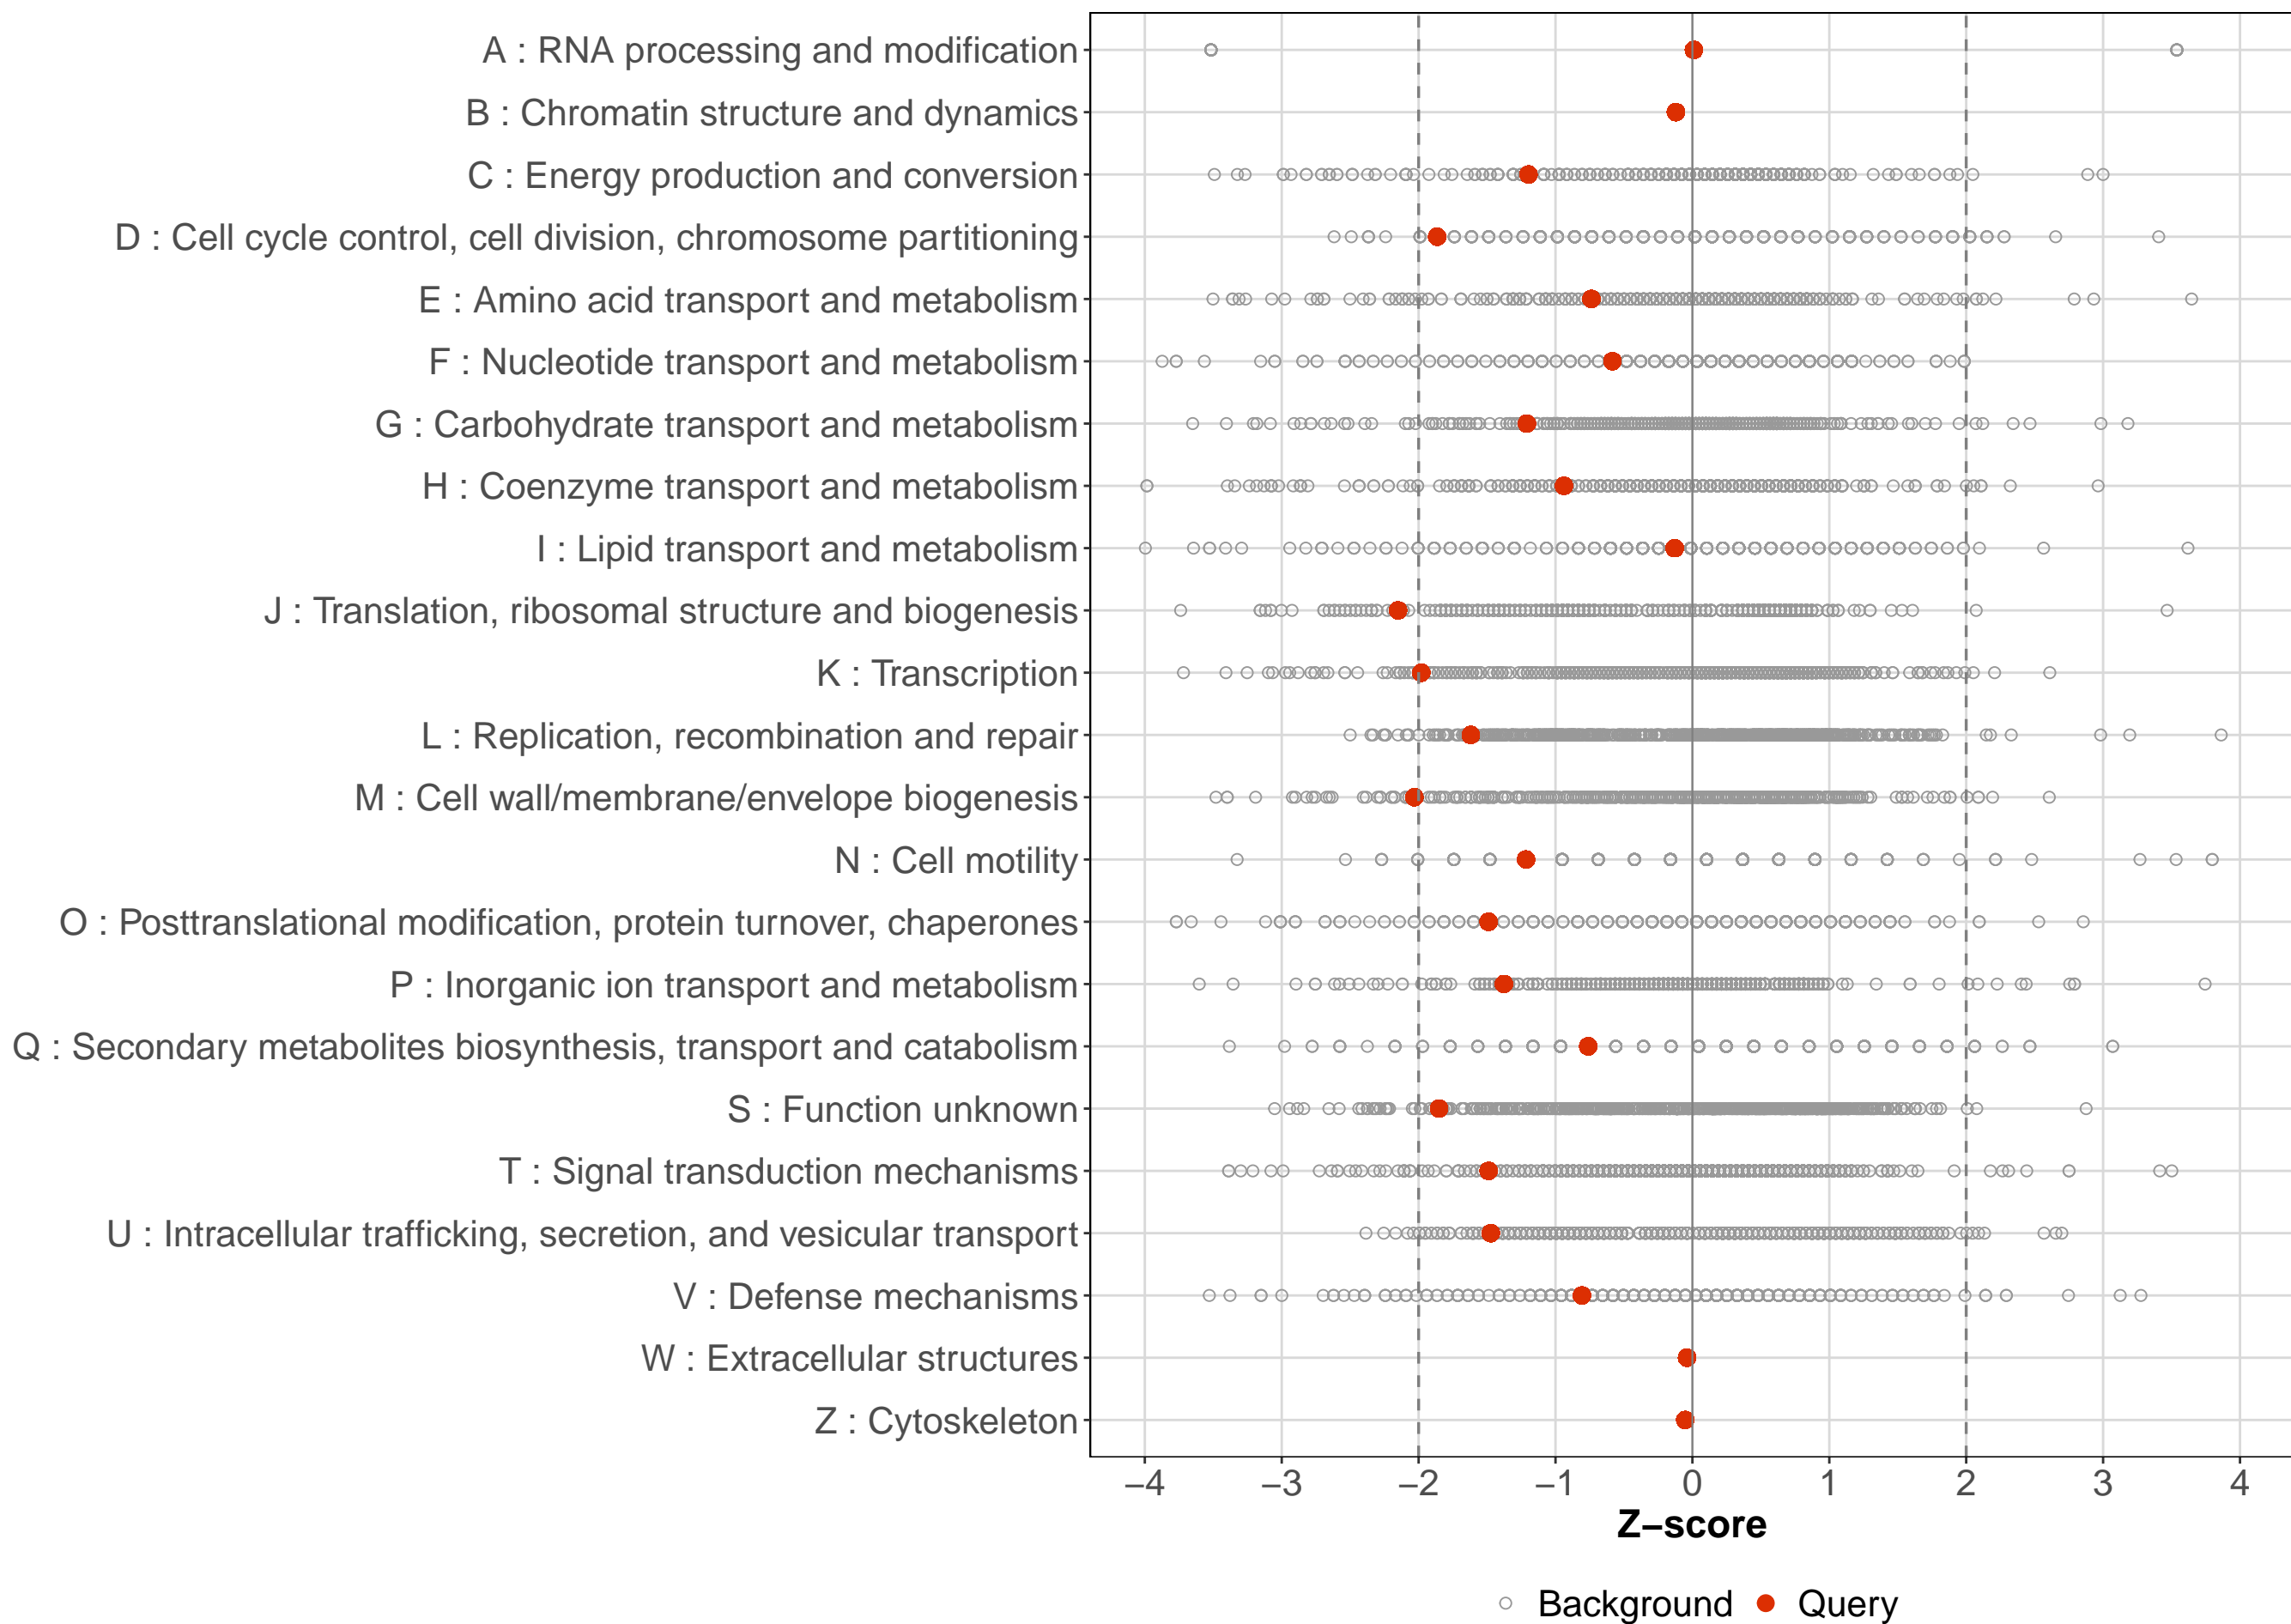 A : RNA processing and modification
B : Chromatin structure and dynamics
C : Energy production and conversion
D : Cell cycle control, cell division, chromosome partitioning
E : Amino acid transport and metabolism
F : Nucleotide transport and metabolism
G : Carbohydrate transport and metabolism
H : Coenzyme transport and metabolism
I : Lipid transport and metabolism
J : Translation, ribosomal structure and biogenesis
K : Transcription
L : Replication, recombination and repair
M : Cell wall/membrane/envelope biogenesis
N : Cell motility
O : Posttranslational modification, protein turnover, chaperones
P : Inorganic ion transport and metabolism
Q : Secondary metabolites biosynthesis, transport and catabolism
S : Function unknown
T : Signal transduction mechanisms
U : Intracellular trafficking, secretion, and vesicular transport
V : Defense mechanisms
W : Extracellular structures
Z : Cytoskeleton
−4 −3 −2 −1 0 1 2 3 4
Z−score
Background Query